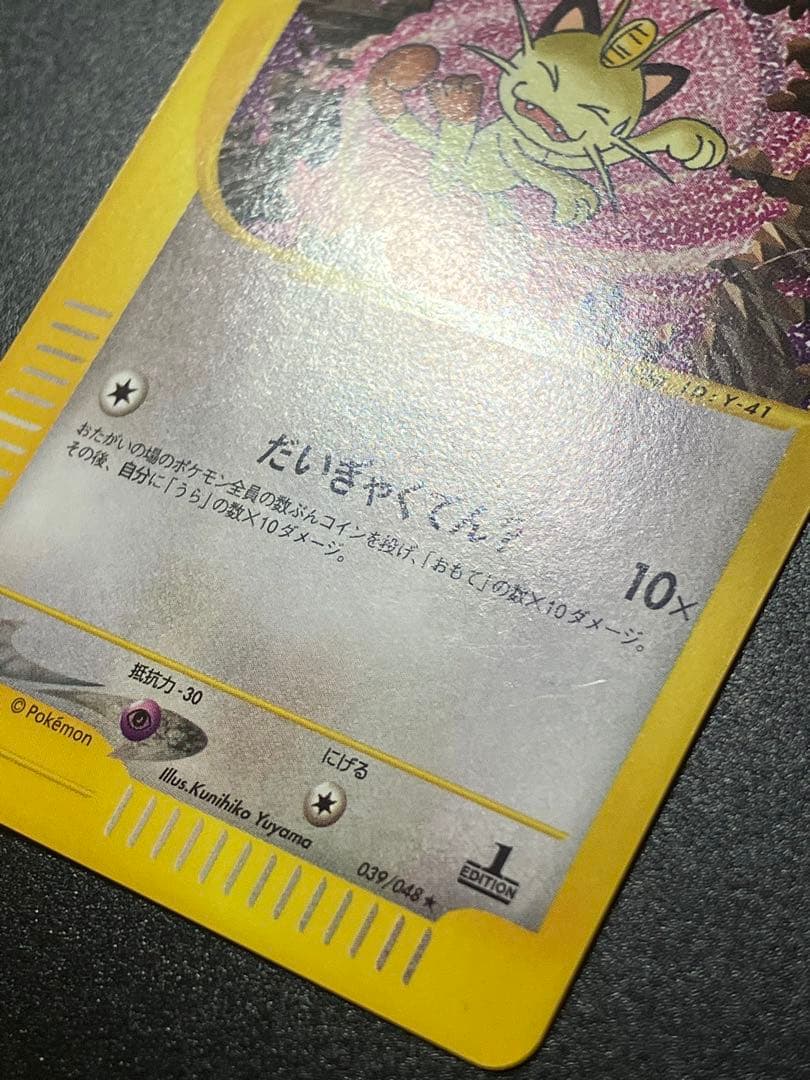 ID:Y-41
だいぎゃくてん?
おたがいの場のポケモン全員の数ぶんコインを投げ、「おもて」の数×10ダメージ。
その後、自分に「うら」の数×10ダメージ。
10×
抵抗力 -30
にげる
©Pokémon
Illus.Kunihiko Yuyama
039/048★
1
EDITION